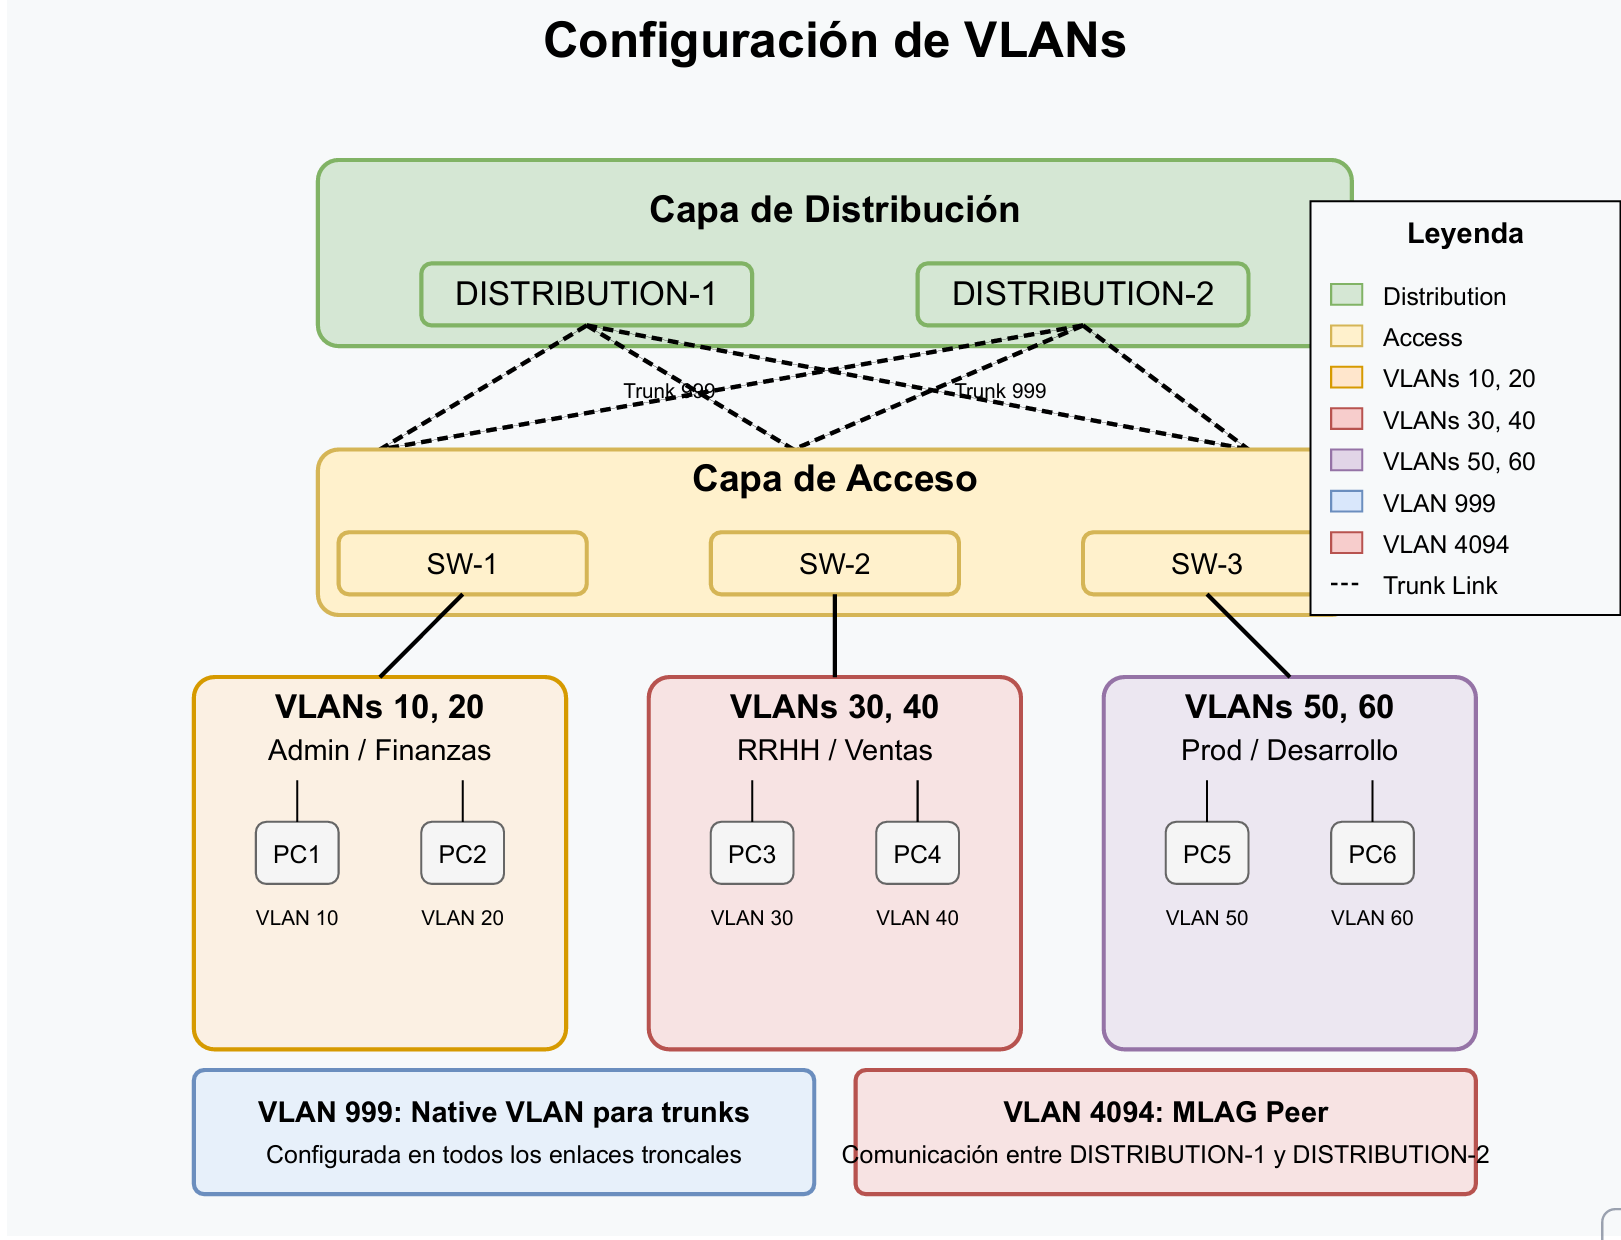 Configuración de VLANs
Capa de Distribución
DISTRIBUTION-1
DISTRIBUTION-2
Trunk 999
Trunk 999
Capa de Acceso
SW-1
SW-2
SW-3
Leyenda
Distribution
Access
VLANs 10, 20
VLANs 30, 40
VLANs 50, 60
VLAN 999
VLAN 4094
Trunk Link
VLANs 10, 20
Admin / Finanzas
PC1
PC2
VLAN 10
VLAN 20
VLANs 30, 40
RRHH / Ventas
PC3
PC4
VLAN 30
VLAN 40
VLANs 50, 60
Prod / Desarrollo
PC5
PC6
VLAN 50
VLAN 60
VLAN 999: Native VLAN para trunks
Configurada en todos los enlaces troncales
VLAN 4094: MLAG Peer
Comunicación entre DISTRIBUTION-1 y DISTRIBUTION-2